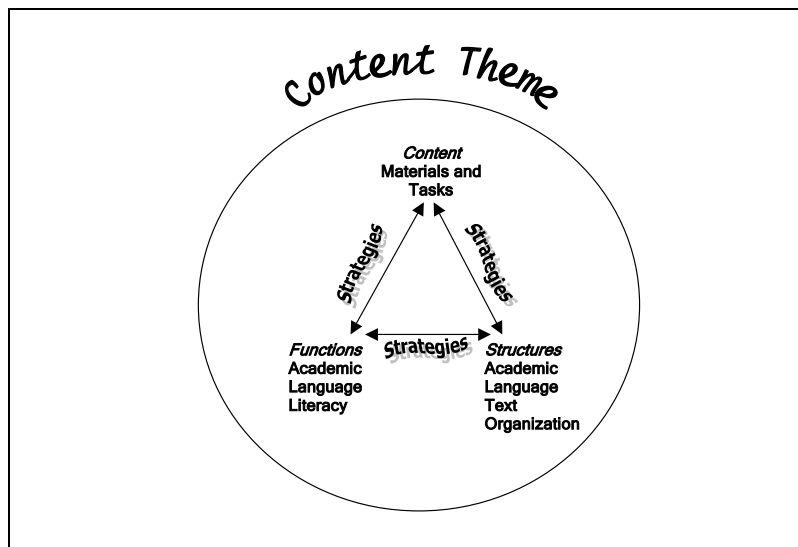 Content Theme
Content
Materials and
Tasks
Strategies
Strategies
Functions
Academic
Language
Literacy
Strategies
Structures
Academic
Language
Text
Organization